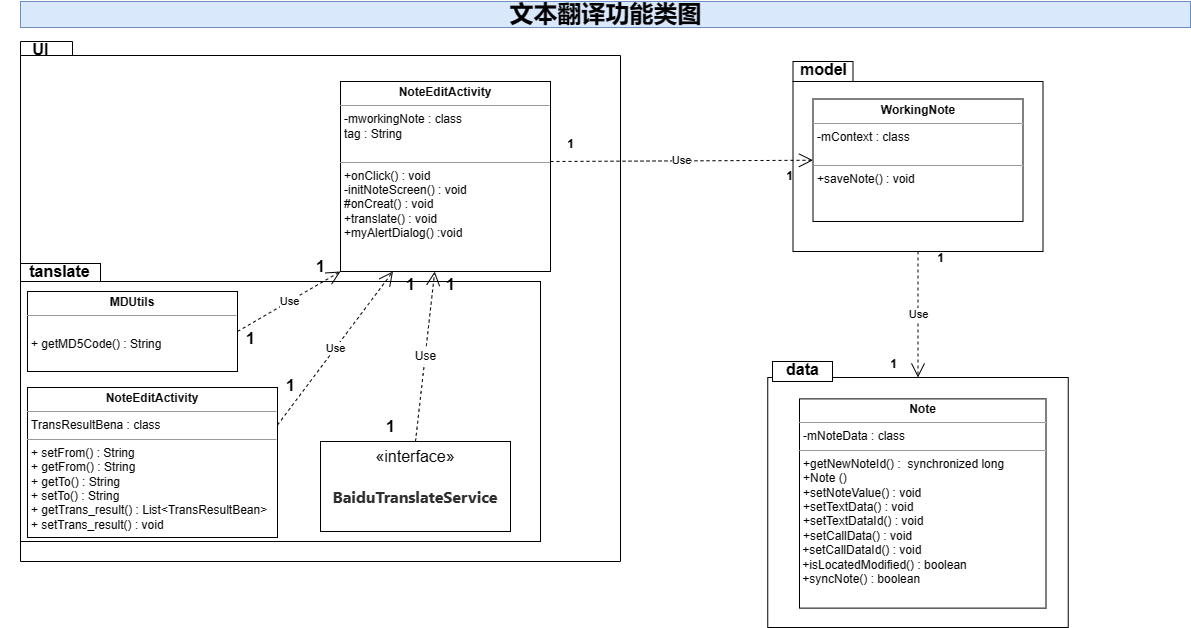 文本翻译功能类图
UI
NoteEditActivity
-mworkingNote : class
tag : String
+onClick() : void
-initNoteScreen() : void
#onCreat() : void
+translate() : void
+myAlertDialog() :void
1
Use
1
model
WorkingNote
-mContext : class
+saveNote() : void
1
Use
1
tanslate
MDUtils
+ getMD5Code() : String
1
Use
1
NoteEditActivity
TransResultBena : class
+ setFrom() : String
+ getFrom() : String
+ getTo() : String
+ setTo() : String
+ getTrans_result() : List<TransResultBean>
+ setTrans_result() : void
1
Use
1
1
Use
1
«interface»
BaiduTranslateService
data
Note
-mNoteData : class
+getNewNoteId() :  synchronized long
+Note ()
+setNoteValue() : void
+setTextData() : void
+setTextDataId() : void
+setCallData() : void
+setCallDataId() : void
+isLocatedModified() : boolean
+syncNote() : boolean